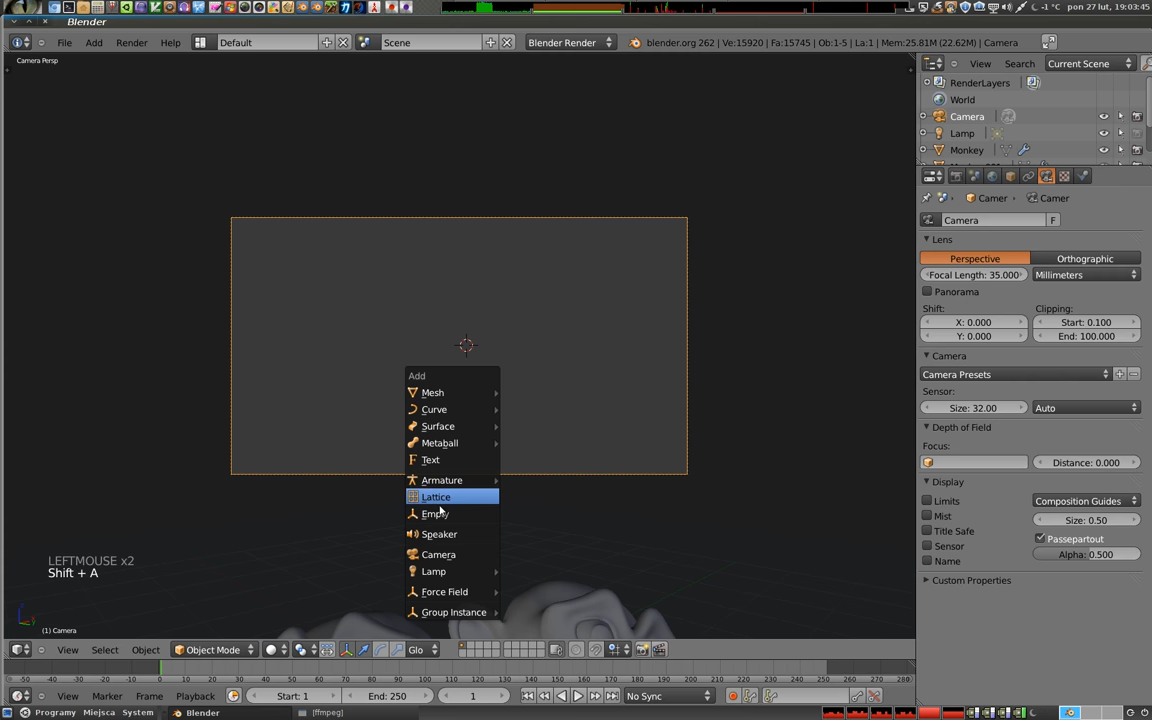 -1 °C pon 27 lut, 19:03:45
Blender
File Add Render Help Default Scene Blender Render blender.org 262 | Ve:15920 | Fa:15745 | Ob:1-5 | La:1 | Mem:25.81M (22.62M) | Camera
Camera Persp
View Search Current Scene
RenderLayers
World
Camera
Lamp
Monkey
Camer Camer
Camera F
Lens
Perspective Orthographic
Focal Length: 35.000 Millimeters
Panorama
Shift: Clipping:
X: 0.000 Start: 0.100
Y: 0.000 End: 100.000
Camera
Camera Presets
Sensor:
Size: 32.00 Auto
Depth of Field
Focus:
Distance: 0.000
Display
Limits Composition Guides
Mist Size: 0.50
Title Safe
Passepartout
Sensor
Alpha: 0.500
Name
Custom Properties
Add
Mesh
Curve
Surface
Metaball
Text
Armature
Lattice
Empty
Speaker
Camera
Lamp
Force Field
Group Instance
LEFTMOUSE x2
Shift + A
(1) Camera
View Select Object Object Mode Glo
-50 -40 -30 -20 -10 0 10 20 30 40 50 60 70 80 90 100 110 120 130 140 150 160 170 180 190 200 210 220 230 240 250 260 270 280
View Marker Frame Playback Start: 1 End: 250 1 No Sync
Programy Miejsca System Blender [ffmpeg]